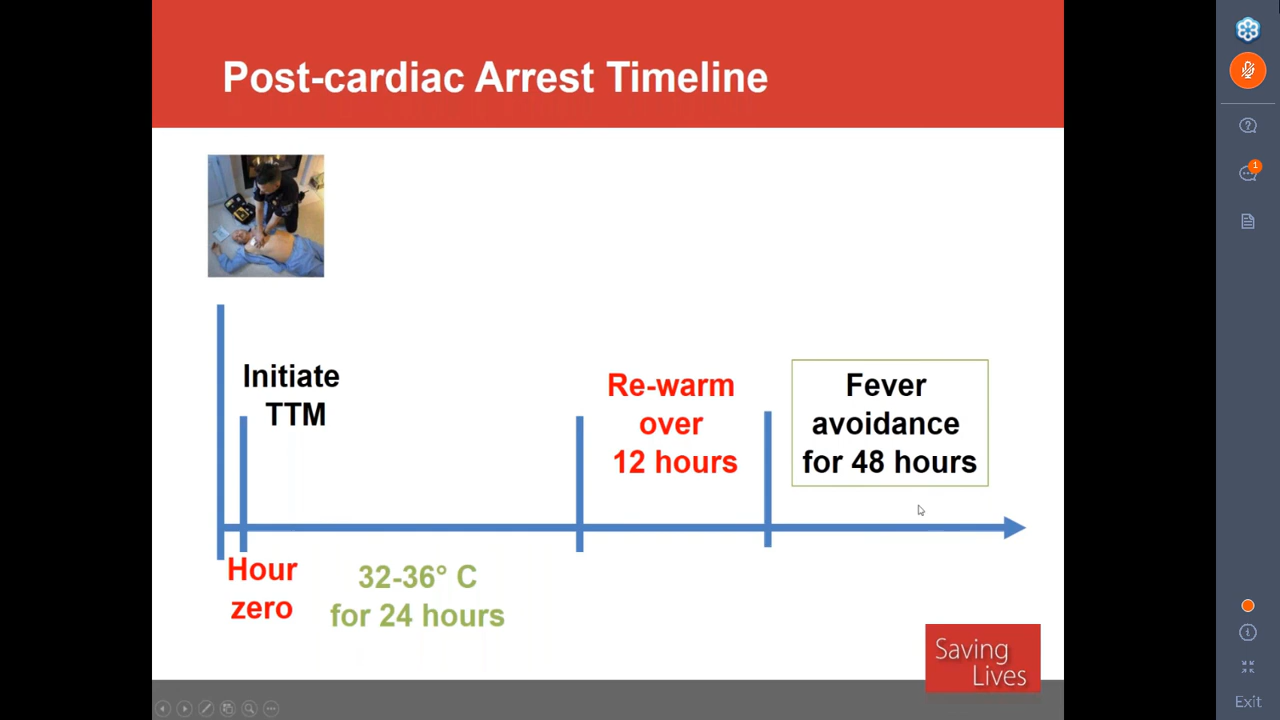 Post-cardiac Arrest Timeline
Initiate
TTM
Re-warm
over
12 hours
Fever
avoidance
for 48 hours
Hour
zero
32-36° C
for 24 hours
Saving
Lives
1
Exit